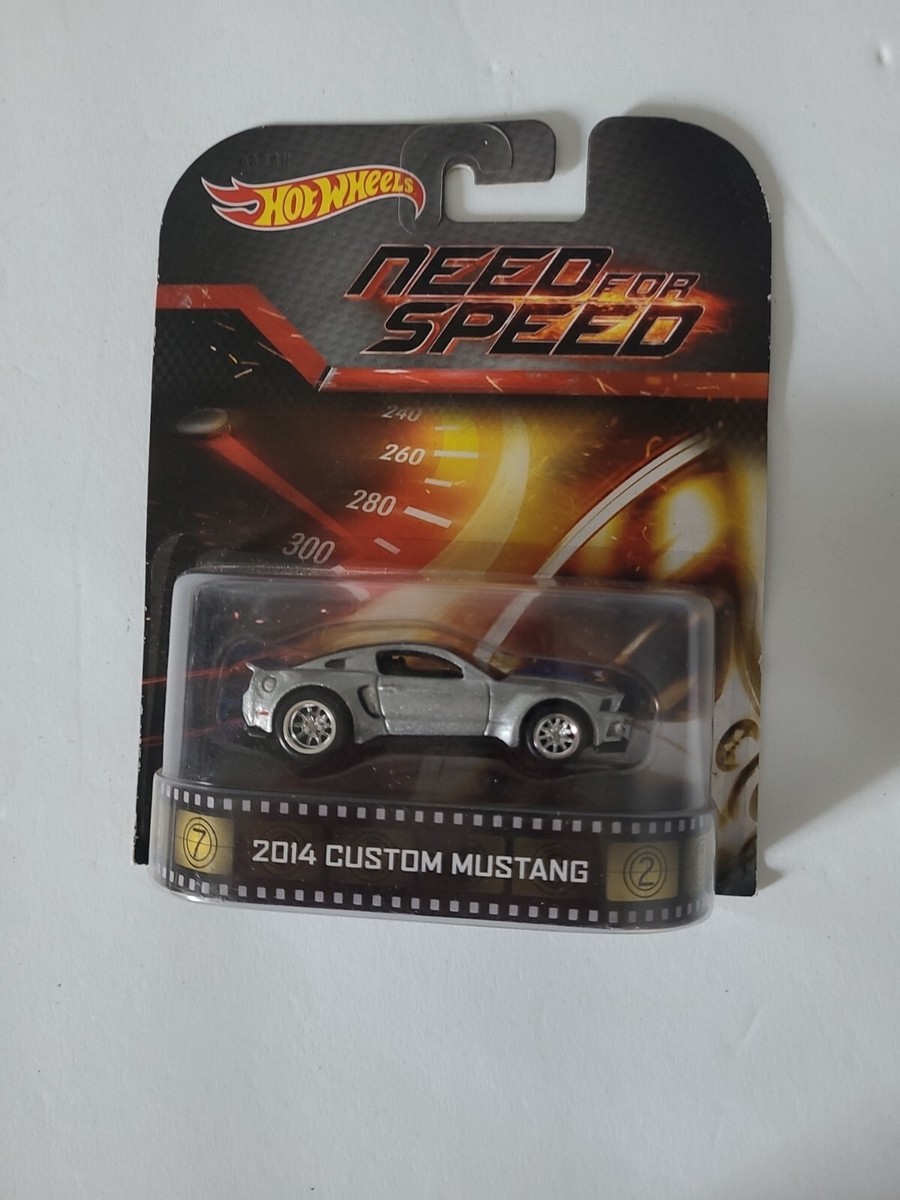 HOT WHEELS
NEED FOR
SPEED
240
260
280
300
7
2014 CUSTOM MUSTANG
2